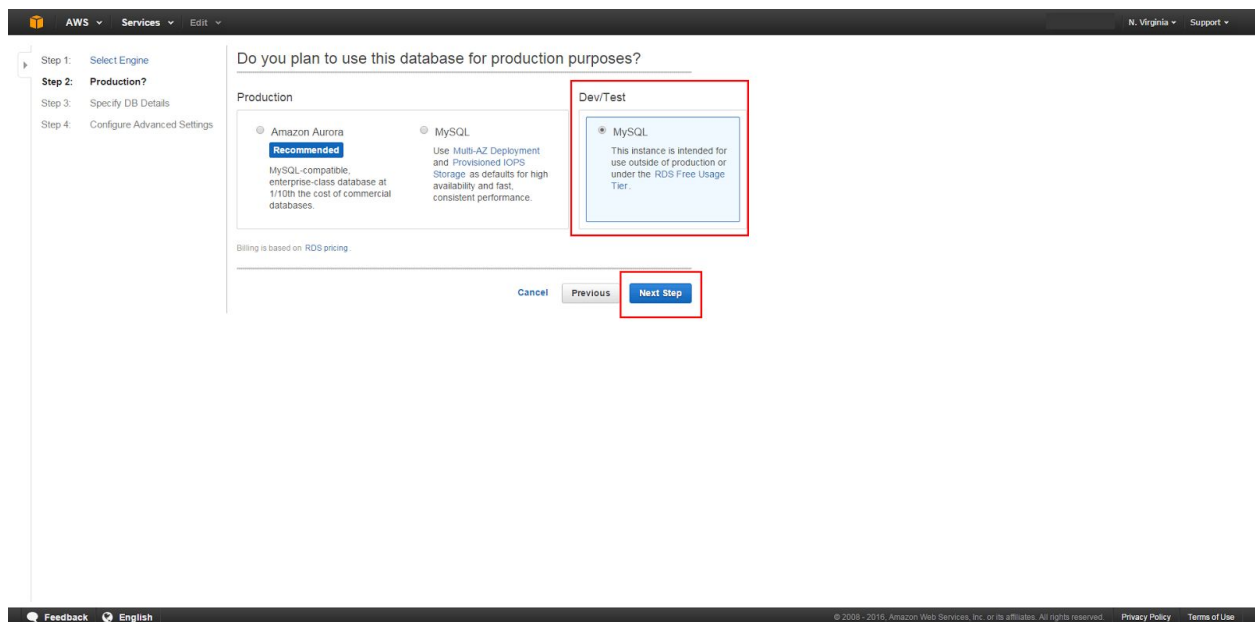 AWS Services Edit N. Virginia Support
Step 1: Select Engine
Step 2: Production?
Step 3: Specify DB Details
Step 4: Configure Advanced Settings
Do you plan to use this database for production purposes?
Production
Amazon Aurora
Recommended
MySQL-compatible,
enterprise-class database at
1/10th the cost of commercial
databases.
MySQL
Use Multi-AZ Deployment
and Provisioned IOPS
Storage as defaults for high
availability and fast,
consistent performance.
Dev/Test
MySQL
This instance is intended for
use outside of production or
under the RDS Free Usage
Tier.
Billing is based on RDS pricing.
Cancel Previous Next Step
Feedback English © 2008 - 2016, Amazon Web Services, Inc. or its affiliates. All rights reserved. Privacy Policy Terms of Use